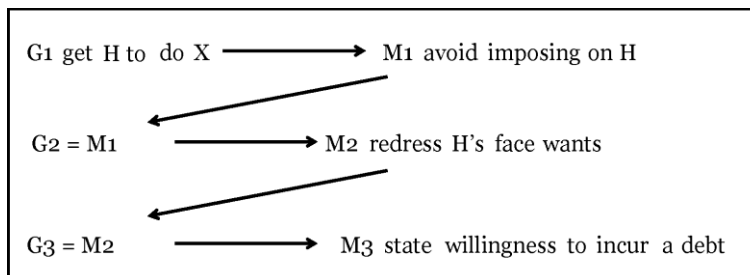 G1 get H to do X M1 avoid imposing on H
G2 = M1 M2 redress H's face wants
G3 = M2 M3 state willingness to incur a debt